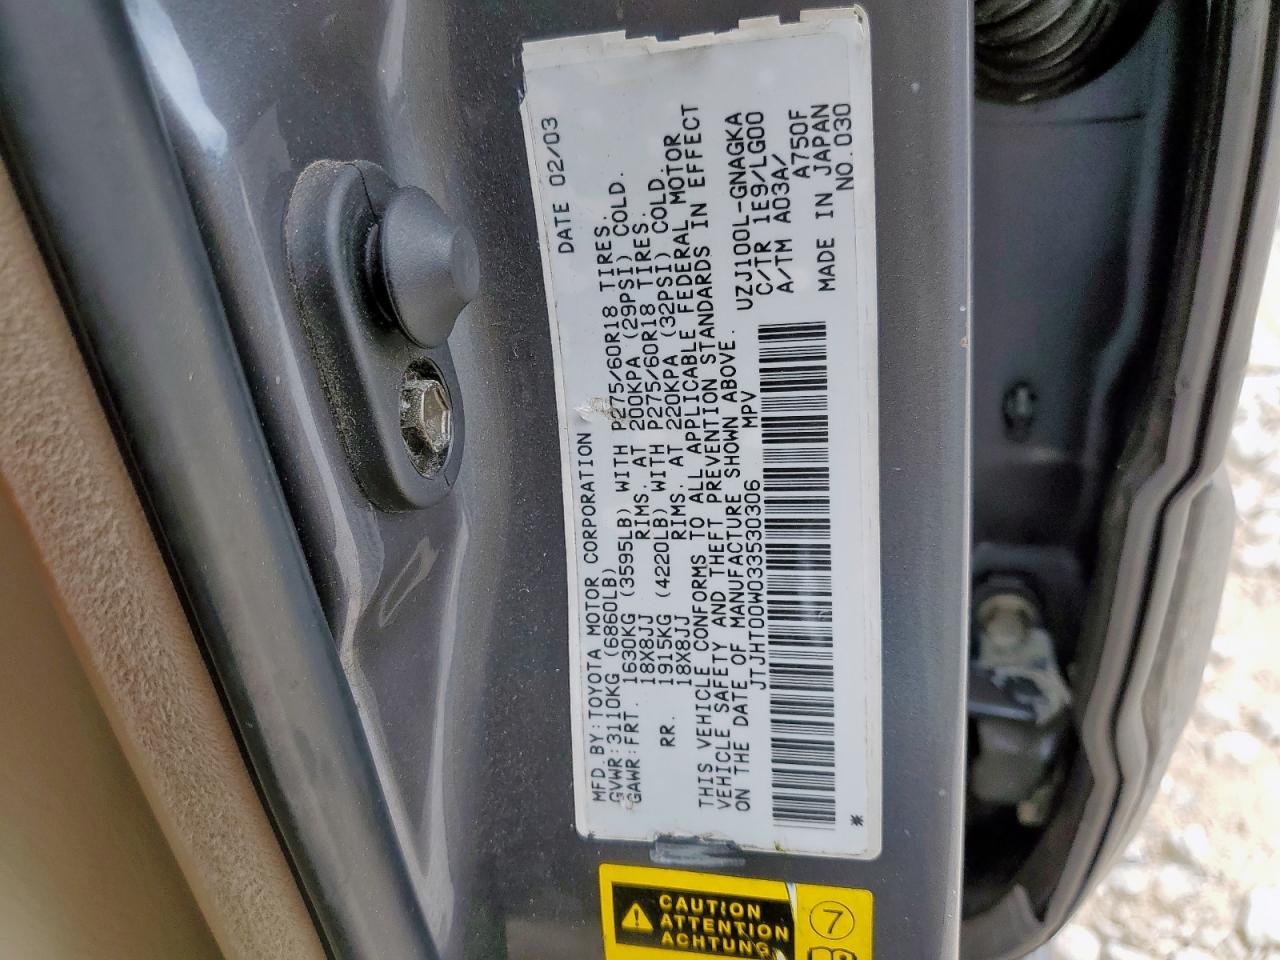 MFD. BY: TOYOTA MOTOR CORPORATION DATE 02/03
GVWR: 3110KG (6860LB)
GAWR: FRT. 1630KG (3595LB) WITH P275/60R18 TIRES.
18X8JJ RIMS. AT 200KPA (29PSI) COLD.
RR. 1915KG (4220LB) WITH P275/60R18 TIRES.
18X8JJ RIMS. AT 220KPA (32PSI) COLD
THIS VEHICLE CONFORMS TO ALL APPLICABLE FEDERAL MOTOR
VEHICLE SAFETY AND THEFT PREVENTION STANDARDS IN EFFECT
ON THE DATE OF MANUFACTURE SHOWN ABOVE.
JTJHT00W033530306 MPV
UZJ100L-GNAGKA
C/TR 1E9/LG00
A/TM A03A/
A750F
MADE IN JAPAN
NO. 030
*
CAUTION
ATTENTION
ACHTUNG
7